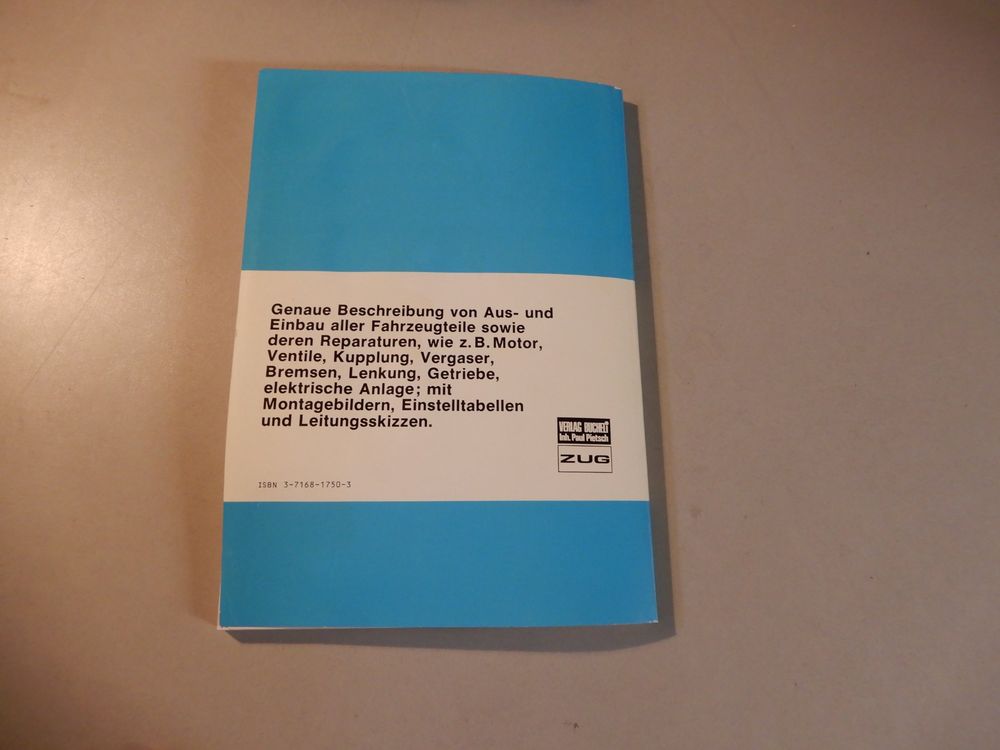 Genaue Beschreibung von Aus- und
Einbau aller Fahrzeugteile sowie
deren Reparaturen, wie z.B. Motor,
Ventile, Kupplung, Vergaser,
Bremsen, Lenkung, Getriebe,
elektrische Anlage; mit
Montagebildern, Einstelltabellen
und Leitungsskizzen.
VERLAG BUCHELI
Inh. Paul Pietsch
ZUG
ISBN 3-7168-1750-3